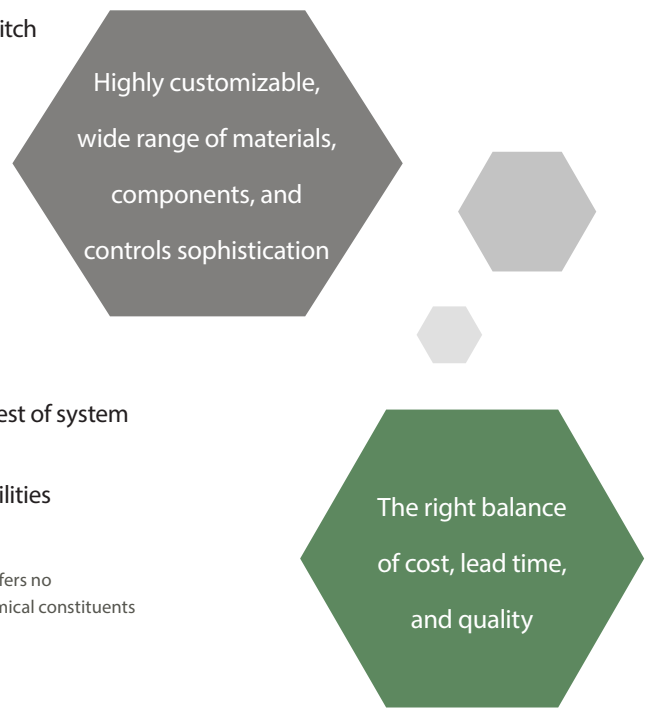 itch
Highly customizable,
wide range of materials,
components, and
controls sophistication
est of system
ilities
The right balance
of cost, lead time,
and quality
fers no
mical constituents